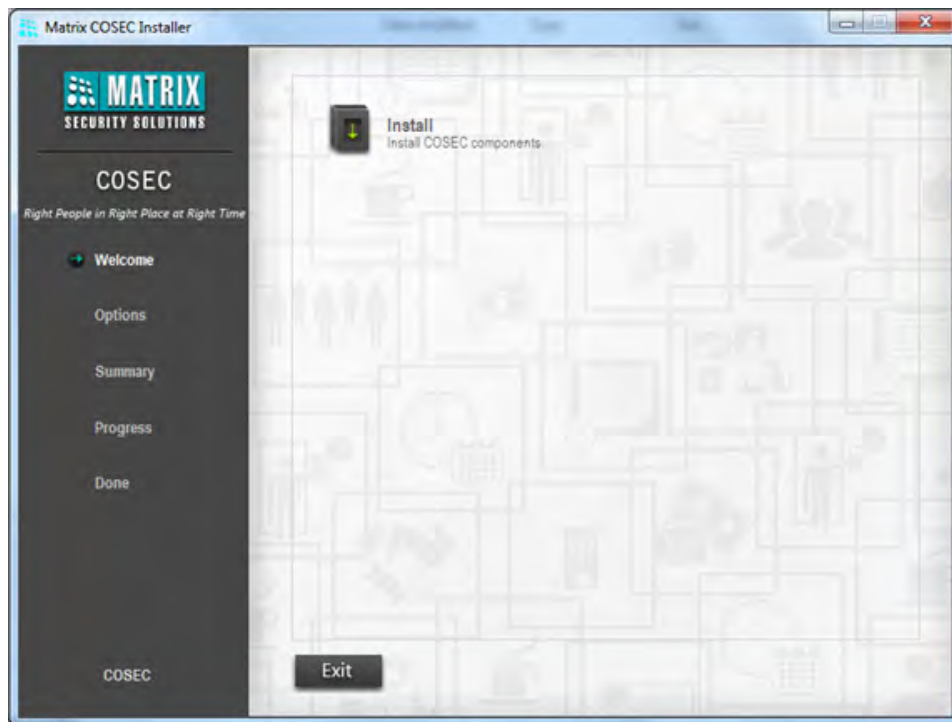 Matrix COSEC Installer
MATRIX
SECURITY SOLUTIONS
COSEC
Right People in Right Place at Right Time
Welcome
Options
Summary
Progress
Done
COSEC
Install
Install COSEC components
Exit